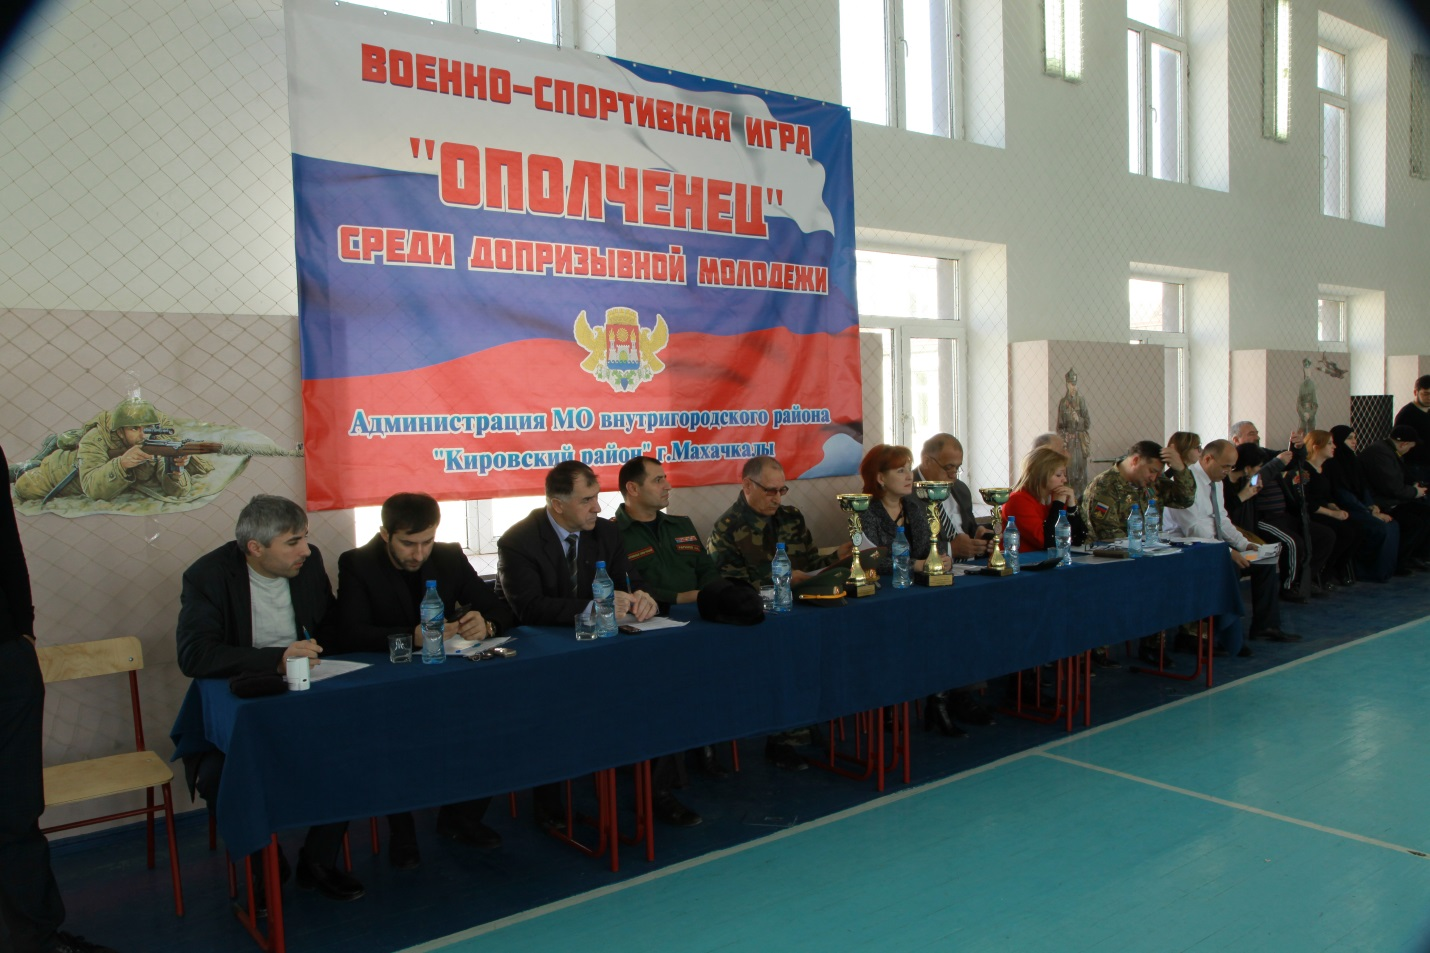 ВОЕННО-СПОРТИВНАЯ ИГРА
"ОПОЛЧЕНЕЦ"
СРЕДИ ДОПРИЗЫВНОЙ МОЛОДЕЖИ
Администрация МО внутригородского района
"Кировский район" г.Махачкалы